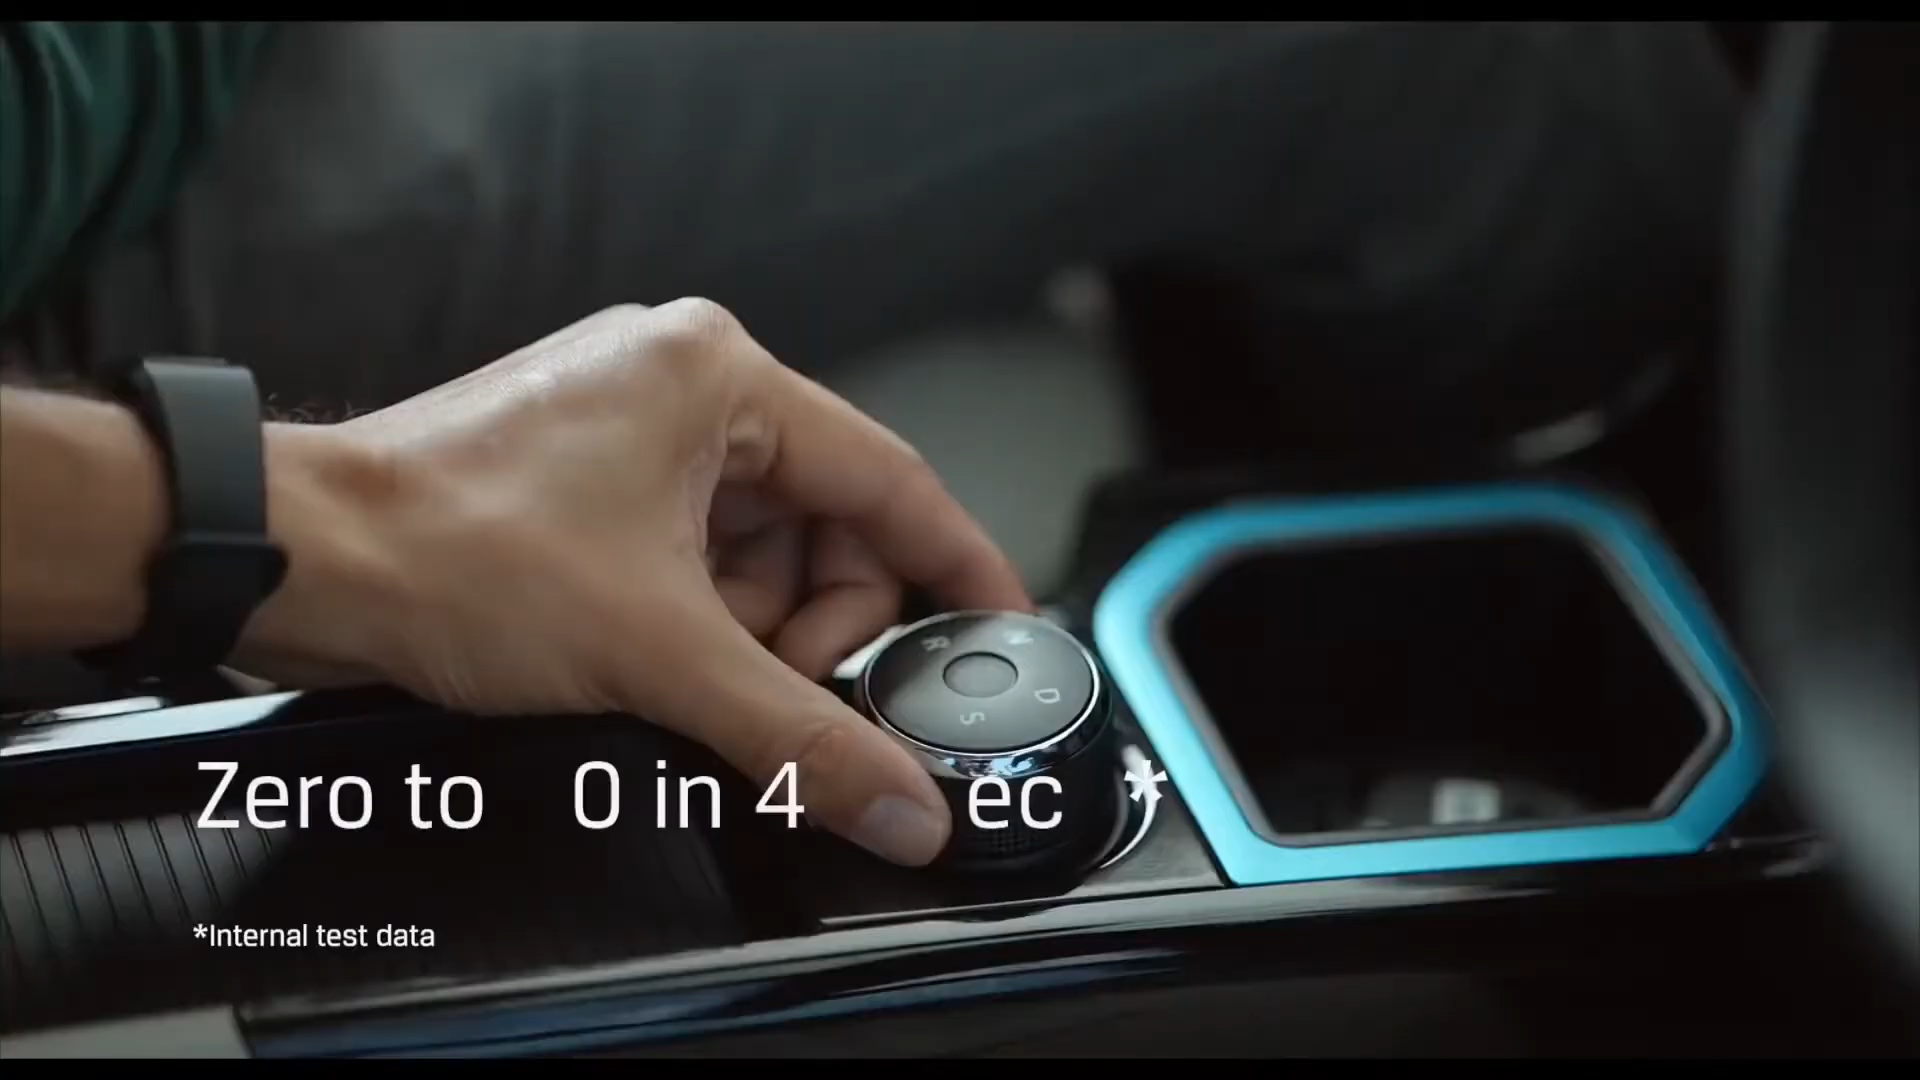 R N D S
Zero to 0 in 4 ec *
*Internal test data